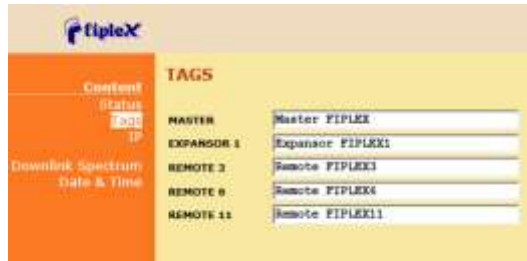 fipleX
Content
Status
Tags
IP
Downlink Spectrum
Date & Time
TAGS
MASTER Master FIPLEX
EXPANSOR 1 Expansor FIPLEX1
REMOTE 3 Remote FIPLEX3
REMOTE 6 Remote FIPLEX6
REMOTE 11 Remote FIPLEX11